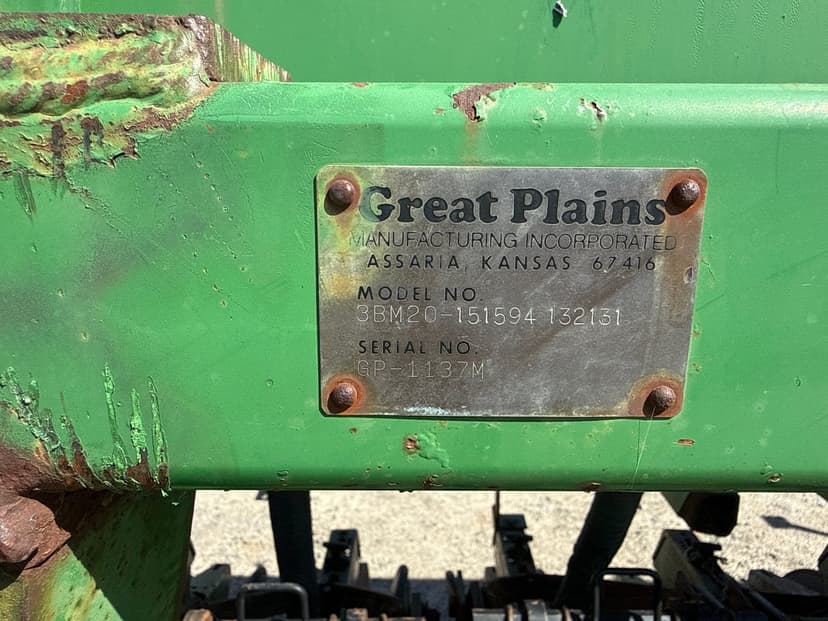 Great Plains
MANUFACTURING INCORPORATED
ASSARIA, KANSAS 67416
MODEL NO.
3BM20-151594 132131
SERIAL NO.
GP-1137M